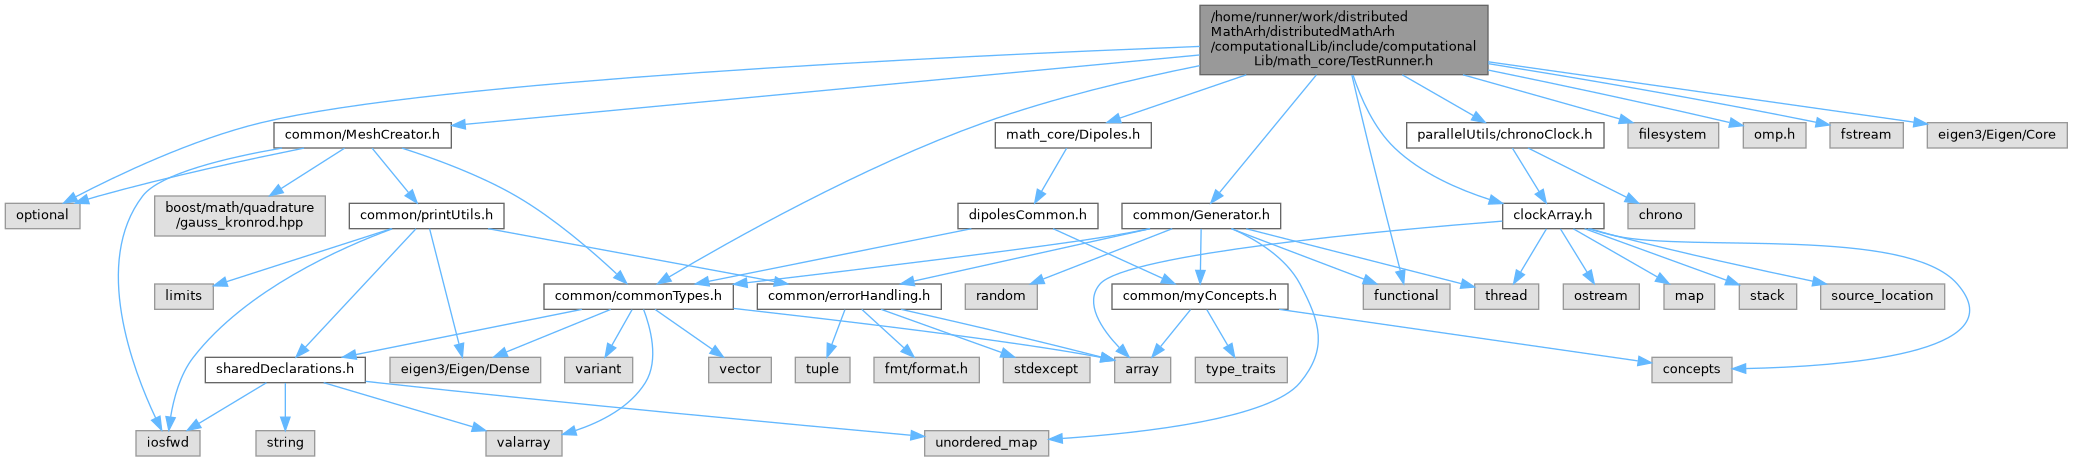 /home/runner/work/distributed
MathArh/distributedMathArh
/computationalLib/include/computational
Lib/math_core/TestRunner.h
common/MeshCreator.h
math_core/Dipoles.h
parallelUtils/chronoClock.h
filesystem
omp.h
fstream
eigen3/Eigen/Core
optional
boost/math/quadrature
/gauss_kronrod.hpp
common/printUtils.h
dipolesCommon.h
common/Generator.h
clockArray.h
chrono
limits
common/commonTypes.h
common/errorHandling.h
random
common/myConcepts.h
functional
thread
ostream
map
stack
source_location
sharedDeclarations.h
eigen3/Eigen/Dense
variant
vector
tuple
fmt/format.h
stdexcept
array
type_traits
concepts
iosfwd
string
valarray
unordered_map